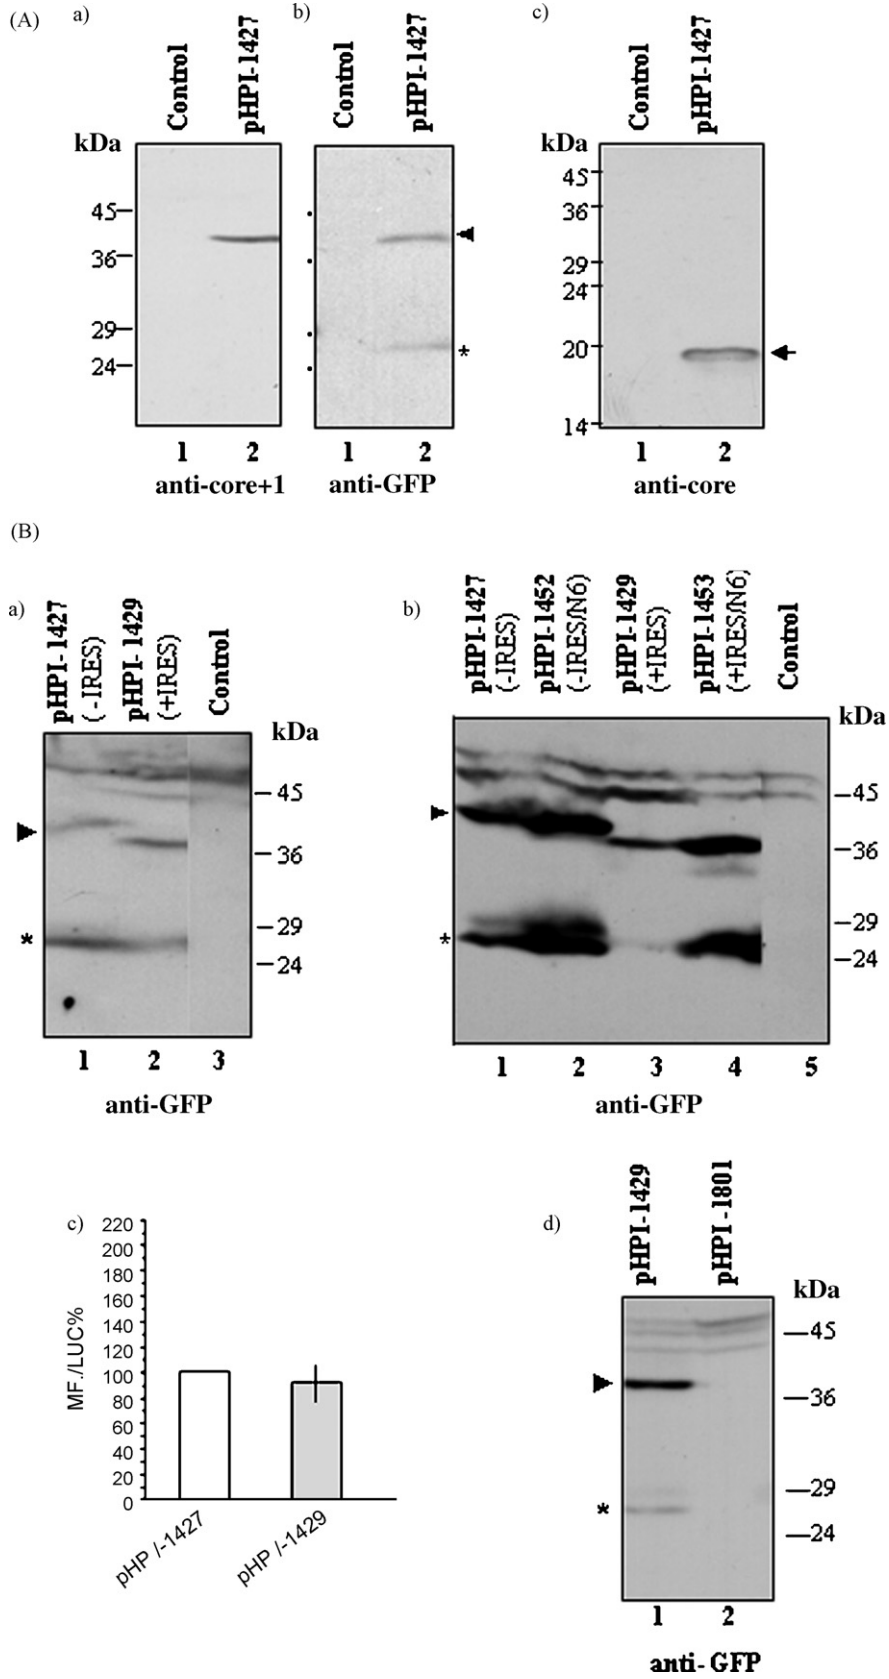 (A) a) b) c)
Control pHPI-1427 Control pHPI-1427 Control pHPI-1427
kDa kDa
45 36 29 24
45 36 29 24 20 14
* 
1 2 1 2 1 2
anti-core+1 anti-GFP anti-core
(B)
a) b)
pHPI-1427 (-IRES) pHPI-1429 (+IRES) Control
pHPI-1427 (-IRES) pHPI-1452 (-IRES/N6) pHPI-1429 (+IRES) pHPI-1453 (+IRES/N6) Control
kDa kDa
45 36 29 24
45 36 29 24
* *
1 2 3 1 2 3 4 5
anti-GFP anti-GFP
c) d)
220
200
180
160
140
120
100
80
60
40
20
0
MF./LUC%
pHP /-1427 pHP /-1429
pHPI-1429 pHPI-1801
kDa
45
36
29
24
*
1 2
anti-GFP